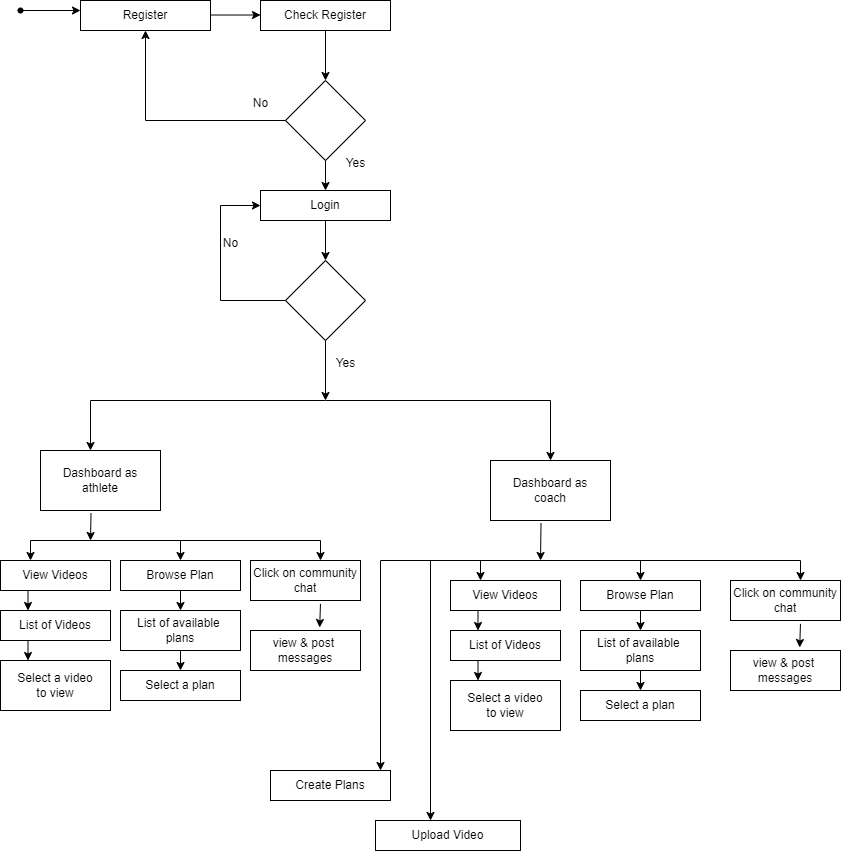 Register
Check Register
No
Yes
Login
No
Yes
Dashboard as
athlete
Dashboard as
coach
View Videos
Browse Plan
Click on community
chat
List of Videos
List of available
plans
view & post
messages
Select a video
to view
Select a plan
View Videos
Browse Plan
Click on community
chat
List of Videos
List of available
plans
view & post
messages
Select a video
to view
Select a plan
Create Plans
Upload Video